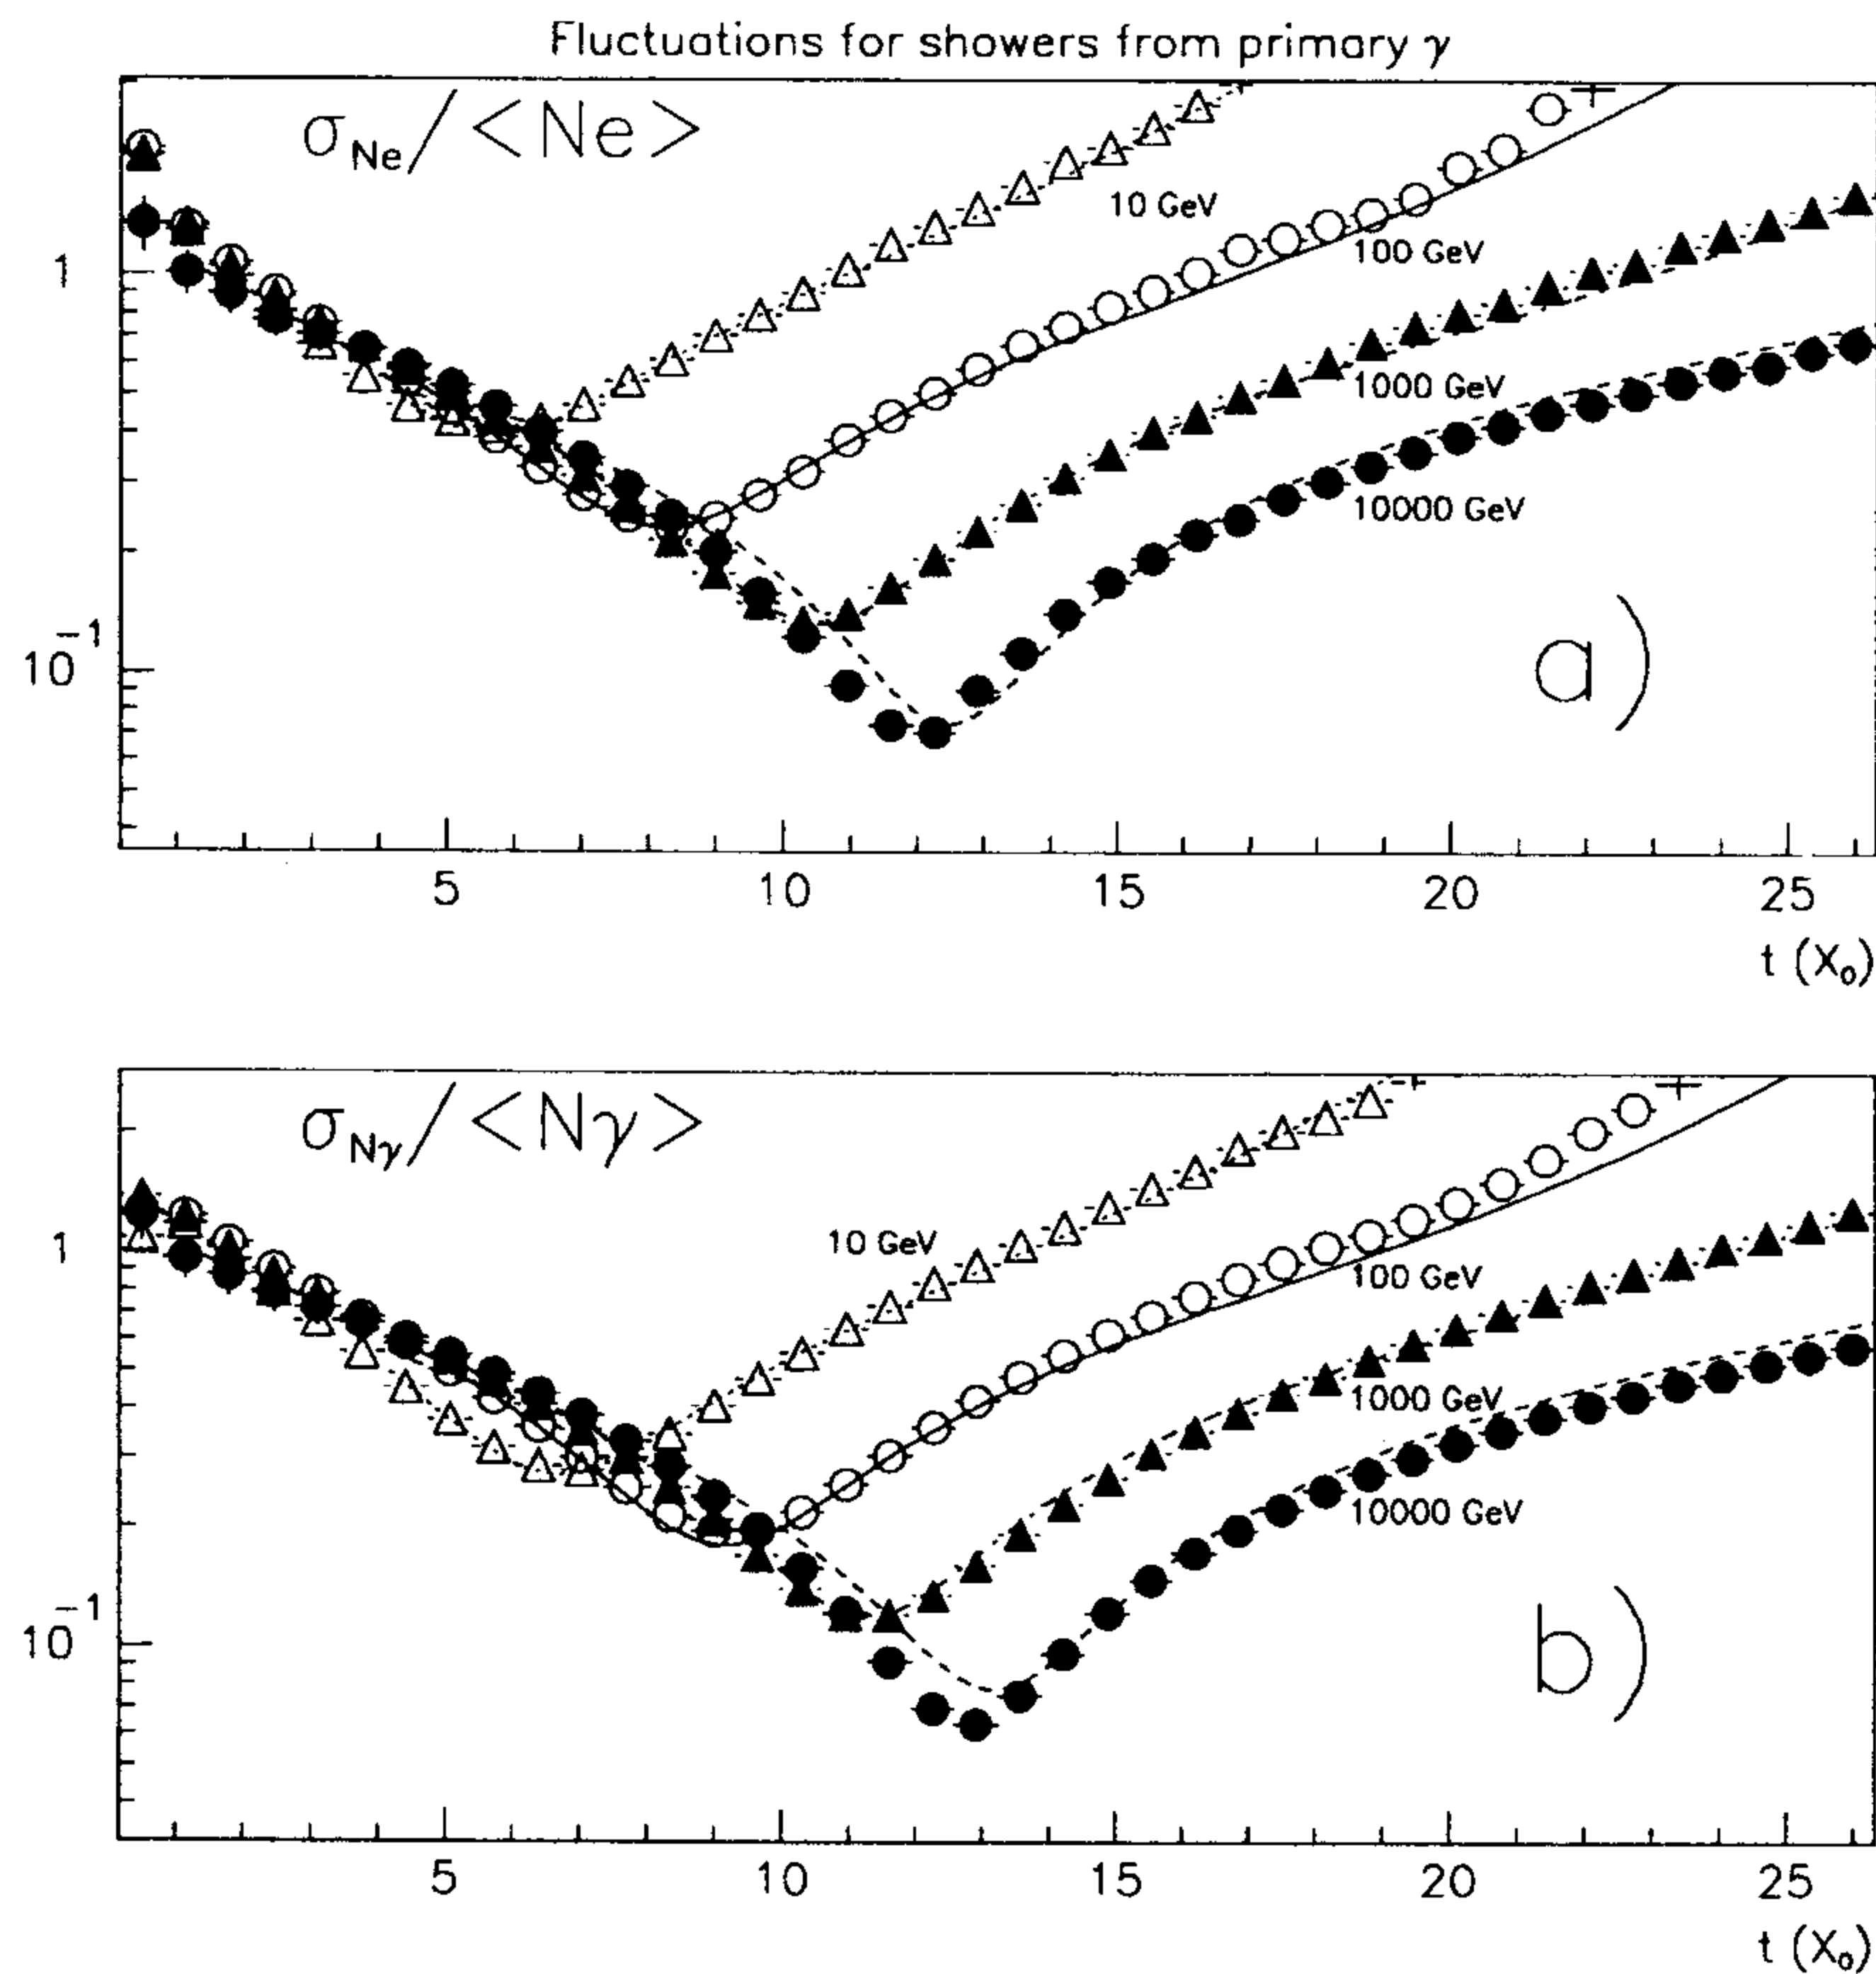 Fluctuations for showers from primary γ
σ_Ne/<Ne>
10 GeV
1
100 GeV
1000 GeV
10000 GeV
10^-1
a)
5 10 15 20 25
t (X₀)
σ_Nγ/<Nγ>
10 GeV
1
100 GeV
1000 GeV
10000 GeV
10^-1
b)
5 10 15 20 25
t (X₀)